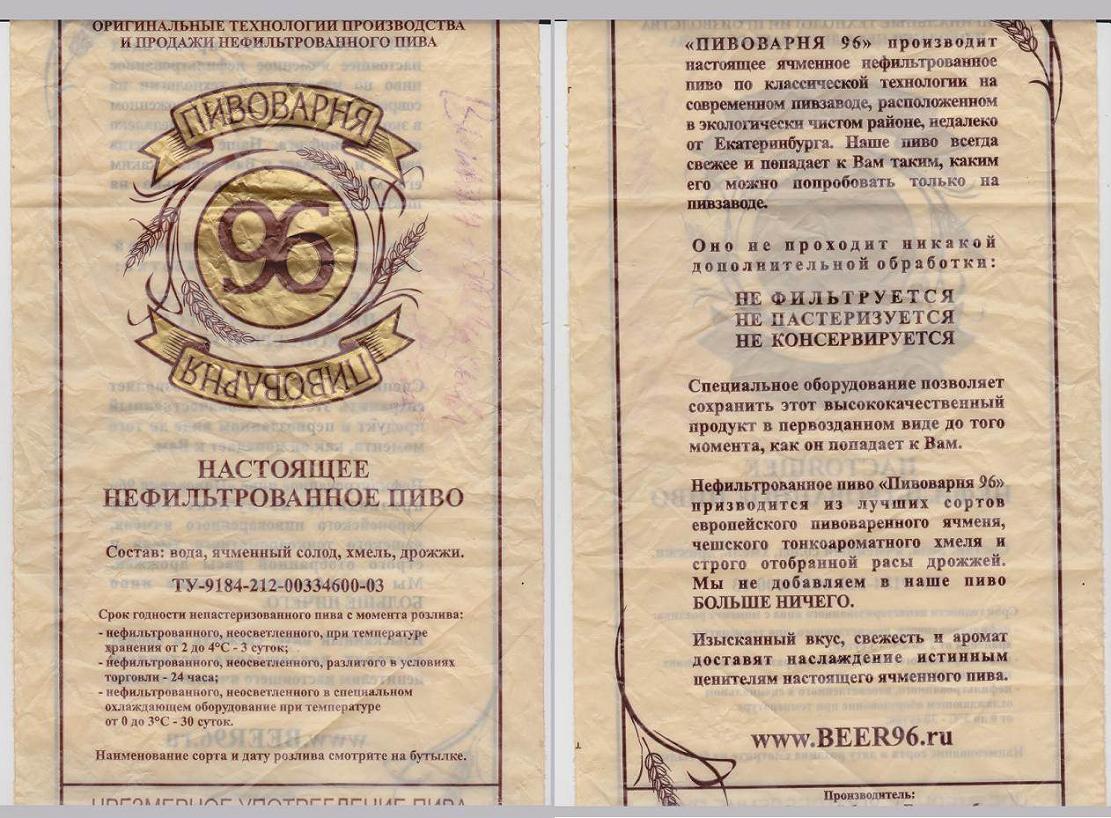 ОРИГИНАЛЬНЫЕ ТЕХНОЛОГИИ ПРОИЗВОДСТВА
И ПРОДАЖИ НЕФИЛЬТРОВАННОГО ПИВА
ПИВОВАРНЯ
96
ПИВОВАРНЯ
НАСТОЯЩЕЕ
НЕФИЛЬТРОВАННОЕ ПИВО
Состав: вода, ячменный солод, хмель, дрожжи.
ТУ-9184-212-00334600-03
Срок годности непастеризованного пива с момента розлива:
- нефильтрованного, неосветленного, при температуре
хранения от 2 до 4°С - 3 суток;
- нефильтрованного, неосветленного, разлитого в условиях
торговли - 24 часа;
- нефильтрованного, неосветленного в специальном
охлаждающем оборудование при температуре
от 0 до 3°С - 30 суток.
Наименование сорта и дату розлива смотрите на бутылке.
ЧРЕЗМЕРНОЕ УПОТРЕБЛЕНИЕ ПИВА
«ПИВОВАРНЯ 96» производит
настоящее ячменное нефильтрованное
пиво по классической технологии на
современном пивзаводе, расположенном
в экологически чистом районе, недалеко
от Екатеринбурга. Наше пиво всегда
свежее и попадает к Вам таким, каким
его можно попробовать только на
пивзаводе.
Оно не проходит никакой
дополнительной обработки:
НЕ ФИЛЬТРУЕТСЯ
НЕ ПАСТЕРИЗУЕТСЯ
НЕ КОНСЕРВИРУЕТСЯ
Специальное оборудование позволяет
сохранить этот высококачественный
продукт в первозданном виде до того
момента, как он попадает к Вам.
Нефильтрованное пиво «Пивоварня 96»
призводится из лучших сортов
европейского пивоваренного ячменя,
чешского тонкоароматного хмеля и
строго отобранной расы дрожжей.
Мы не добавляем в наше пиво
БОЛЬШЕ НИЧЕГО.
Изысканный вкус, свежесть и аромат
доставят наслаждение истинным
ценителям настоящего ячменного пива.
www.BEER96.ru
Производитель: